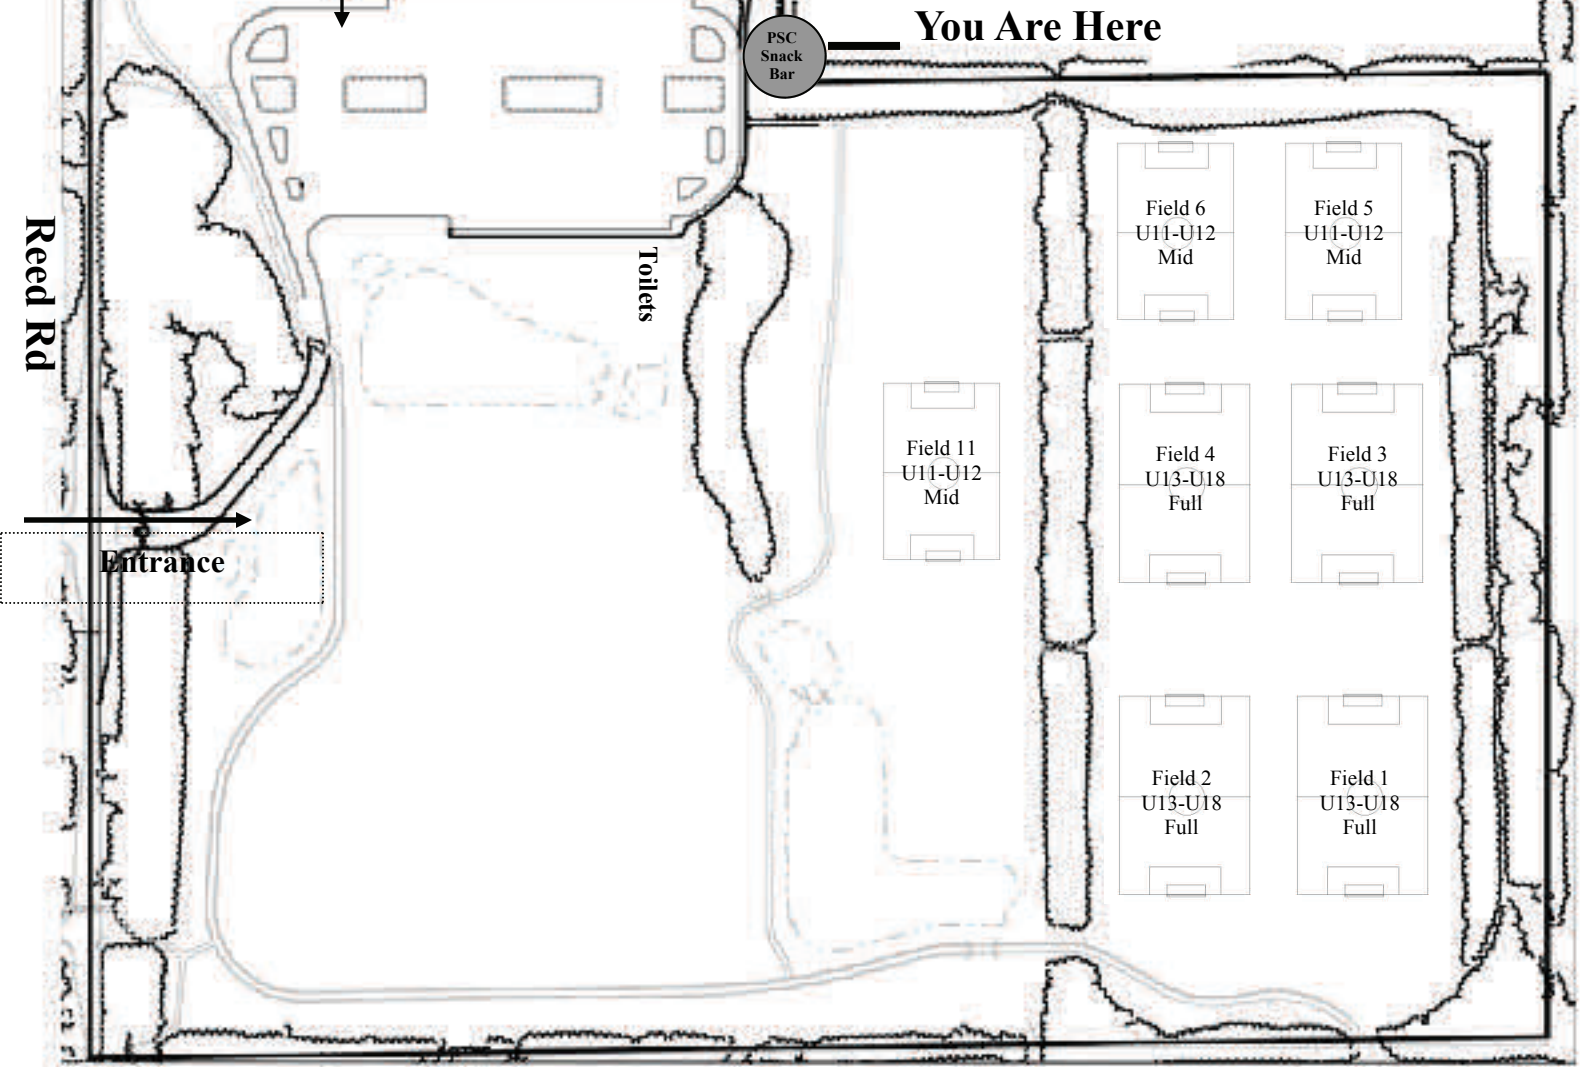 You Are Here
PSC
Snack
Bar
Reed Rd
Toilets
Entrance
Field 6
U11-U12
Mid
Field 5
U11-U12
Mid
Field 11
U11-U12
Mid
Field 4
U13-U18
Full
Field 3
U13-U18
Full
Field 2
U13-U18
Full
Field 1
U13-U18
Full